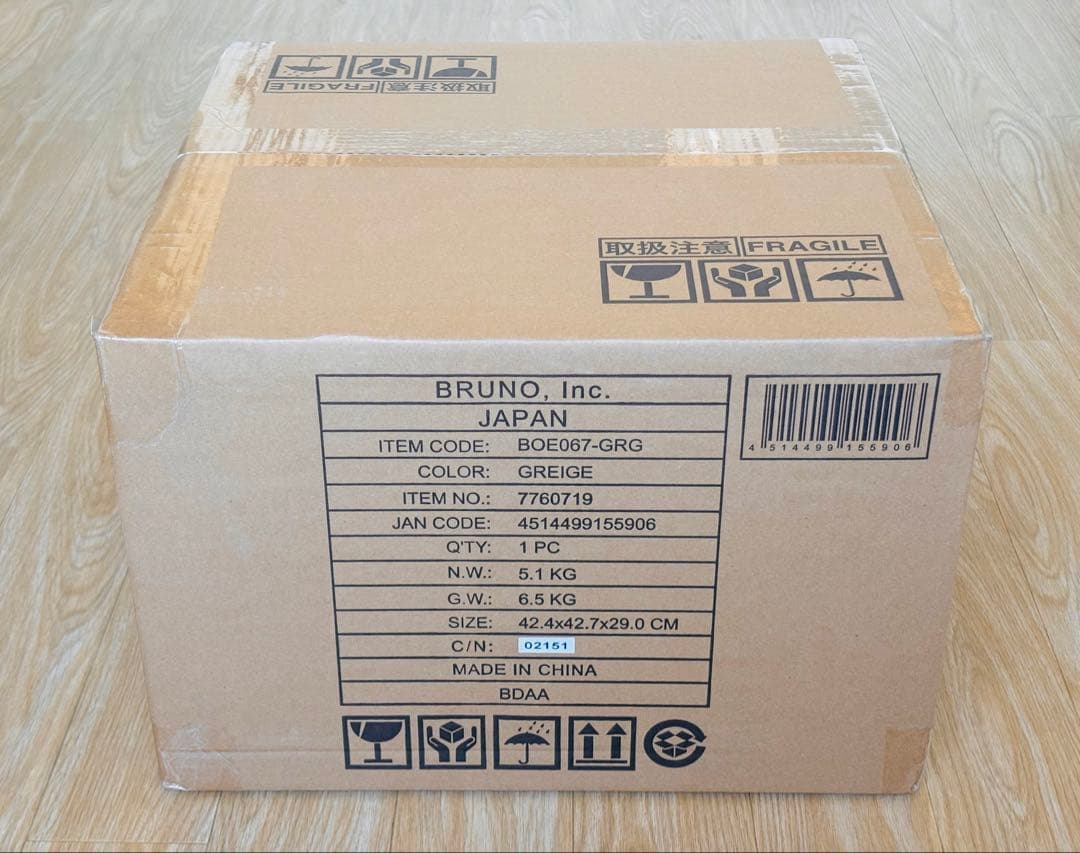 取扱注意 FRAGILE
取扱注意 FRAGILE
BRUNO, Inc.
JAPAN
ITEM CODE: BOE067-GRG
COLOR: GREIGE
ITEM NO.: 7760719
JAN CODE: 4514499155906
Q'TY: 1 PC
N.W.: 5.1 KG
G.W.: 6.5 KG
SIZE: 42.4x42.7x29.0 CM
C/N: 02151
MADE IN CHINA
BDAA
4 514499 155906